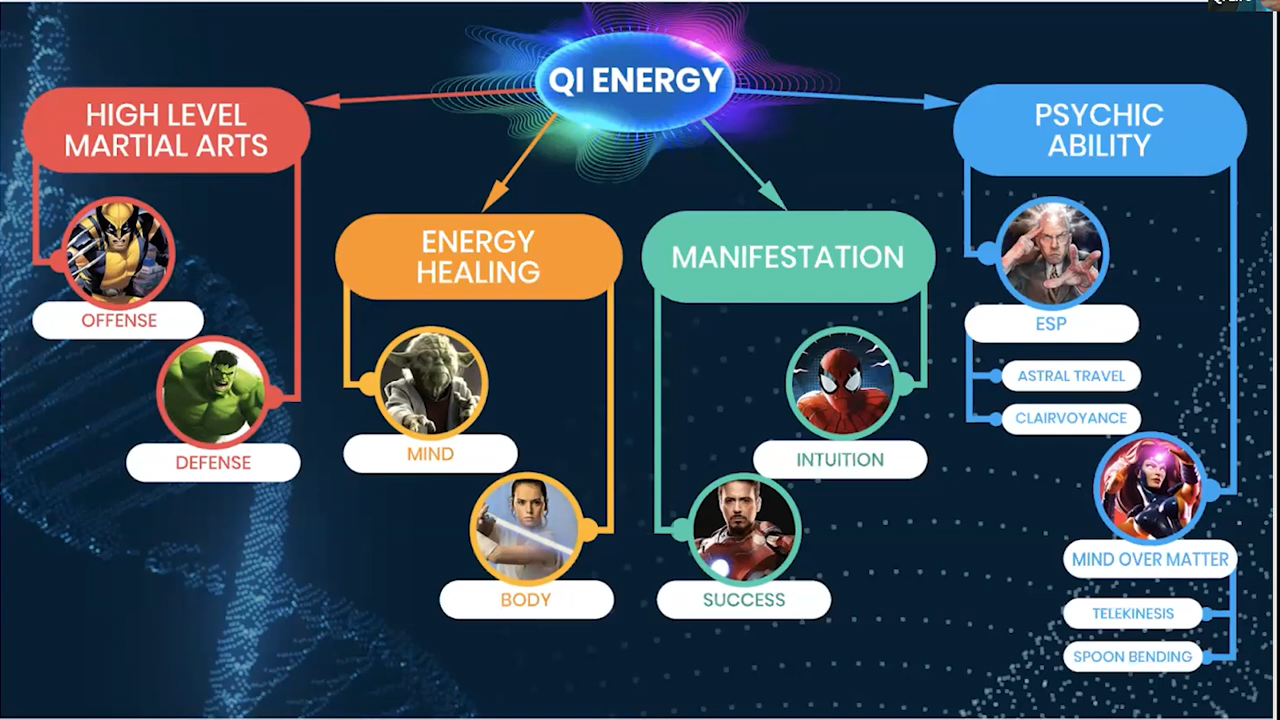 QI ENERGY
HIGH LEVEL
MARTIAL ARTS
OFFENSE
DEFENSE
ENERGY
HEALING
MIND
BODY
MANIFESTATION
INTUITION
SUCCESS
PSYCHIC
ABILITY
ESP
ASTRAL TRAVEL
CLAIRVOYANCE
MIND OVER MATTER
TELEKINESIS
SPOON BENDING